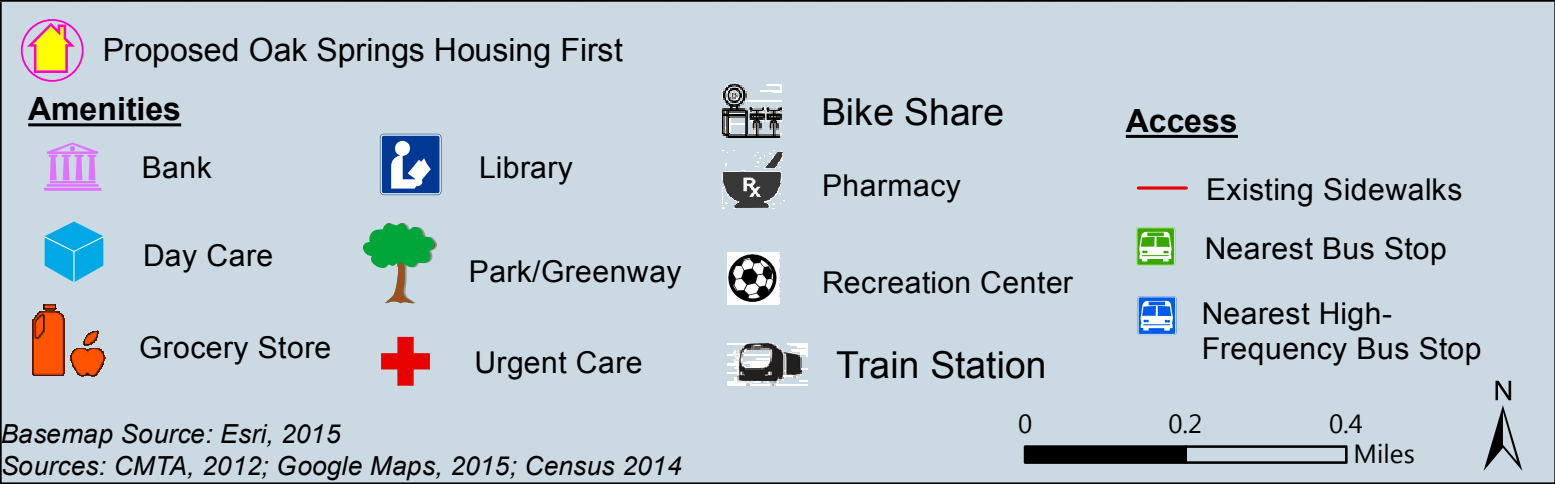 Proposed Oak Springs Housing First
Amenities
Bank
Day Care
Grocery Store
Library
Park/Greenway
Urgent Care
Bike Share
Rx
Pharmacy
Recreation Center
Train Station
Access
Existing Sidewalks
Nearest Bus Stop
Nearest High-
Frequency Bus Stop
Basemap Source: Esri, 2015
Sources: CMTA, 2012; Google Maps, 2015; Census 2014
0 0.2 0.4
Miles
N